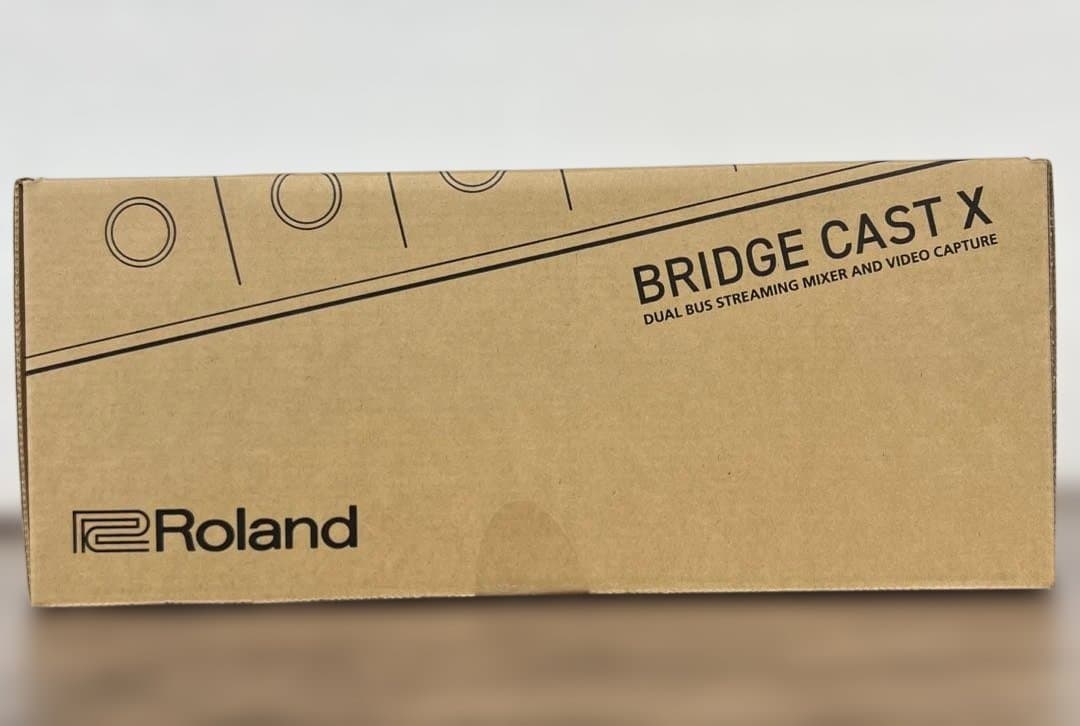 BRIDGE CAST X
DUAL BUS STREAMING MIXER AND VIDEO CAPTURE
Roland